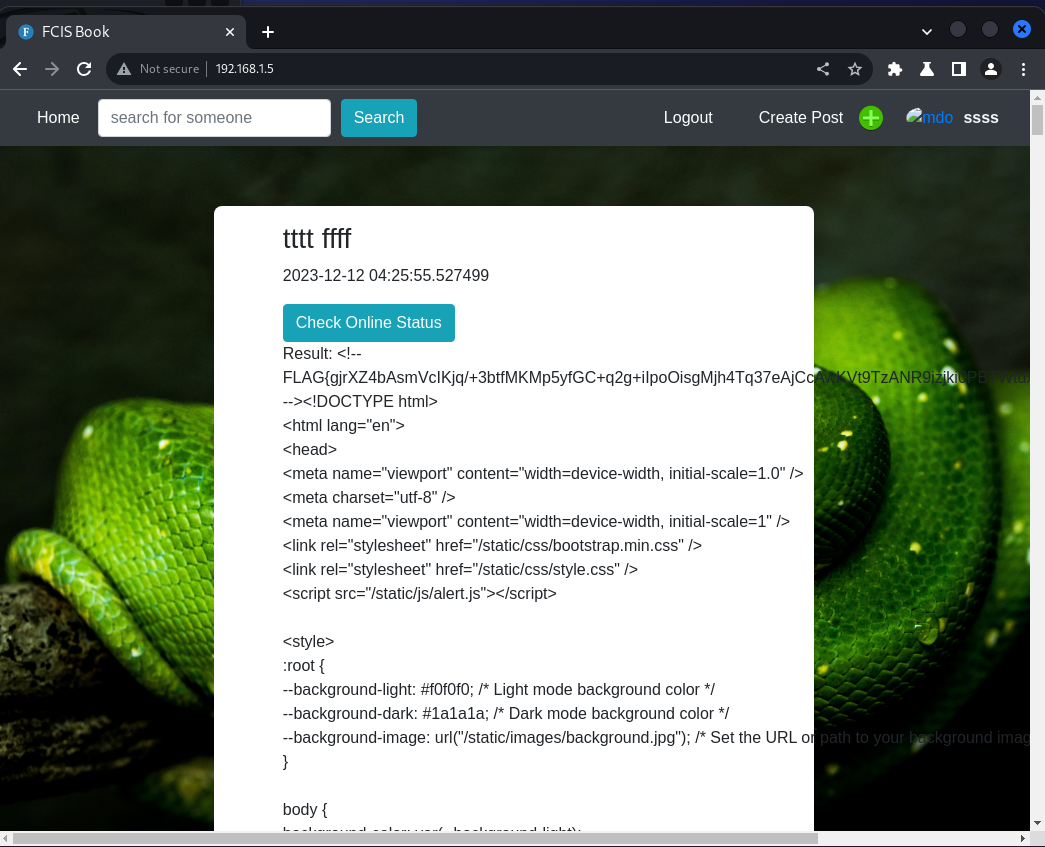 FCIS Book
Not secure
192.168.1.5
Home
search for someone
Search
Logout
Create Post
mdo
ssss
tttt ffff
2023-12-12 04:25:55.527499
Check Online Status
Result: <!--
-->​<!DOCTYPE html>
<html lang="en">
<head>
<meta name="viewport" content="width=device-width, initial-scale=1.0" />
<meta charset="utf-8" />
<meta name="viewport" content="width=device-width, initial-scale=1" />
<link rel="stylesheet" href="/static/css/bootstrap.min.css" />
<link rel="stylesheet" href="/static/css/style.css" />
<script src="/static/js/alert.js"></script>
<style>
:root {
--background-light: #f0f0f0; /* Light mode background color */
--background-dark: #1a1a1a; /* Dark mode background color */
--background-image: url("/static/images/background.jpg"); /* Set the URL or path to your background imag
}
body {